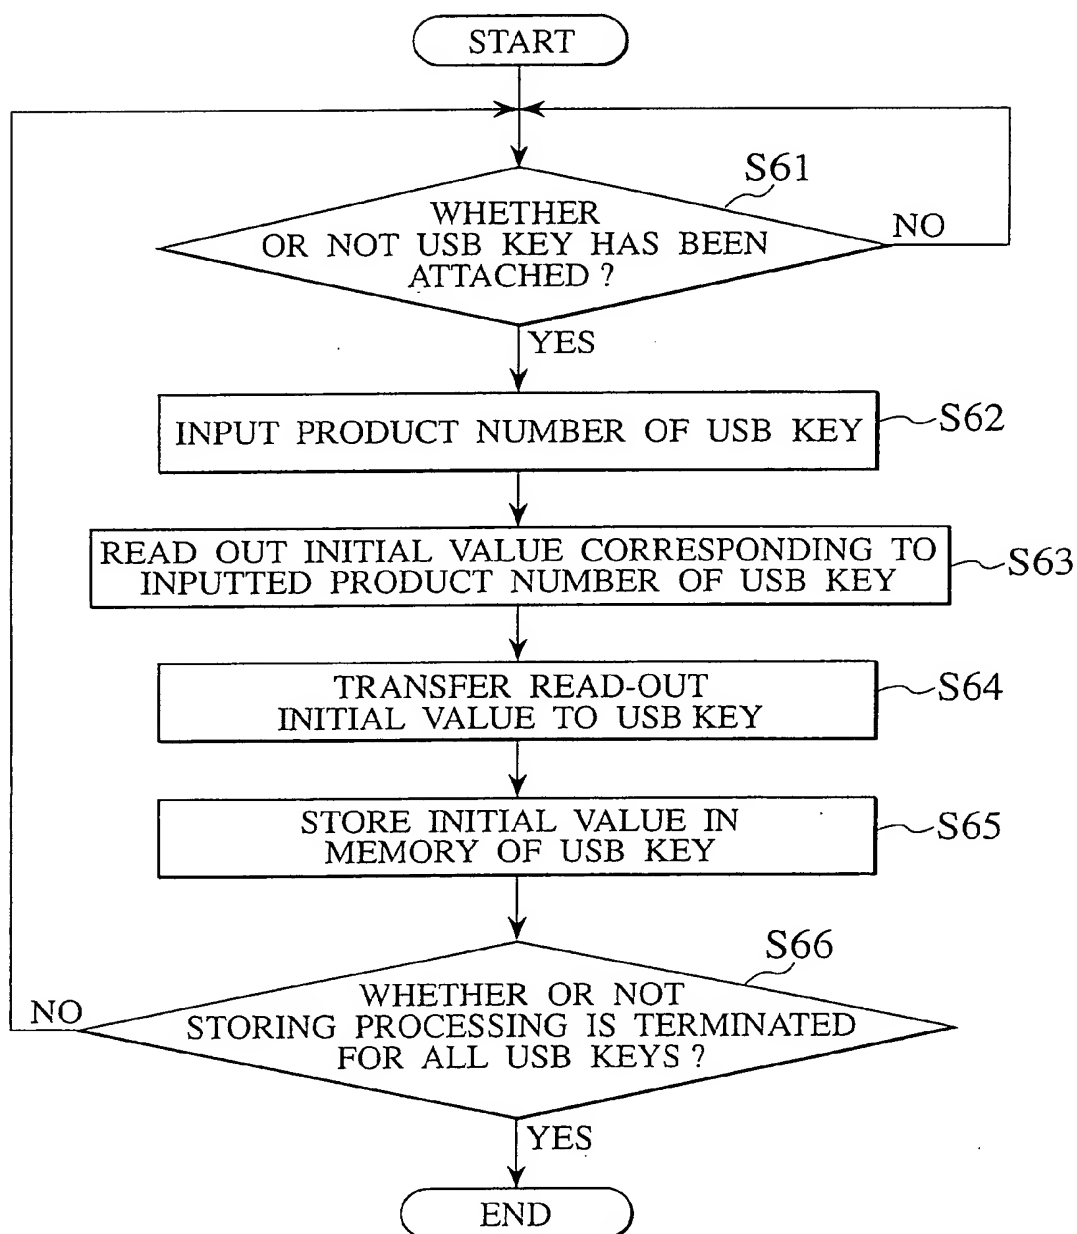 START
S61
WHETHER
OR NOT USB KEY HAS BEEN
ATTACHED ?
NO
YES
INPUT PRODUCT NUMBER OF USB KEY
S62
READ OUT INITIAL VALUE CORRESPONDING TO
INPUTTED PRODUCT NUMBER OF USB KEY
S63
TRANSFER READ-OUT
INITIAL VALUE TO USB KEY
S64
STORE INITIAL VALUE IN
MEMORY OF USB KEY
S65
S66
WHETHER OR NOT
STORING PROCESSING IS TERMINATED
FOR ALL USB KEYS ?
NO
YES
END